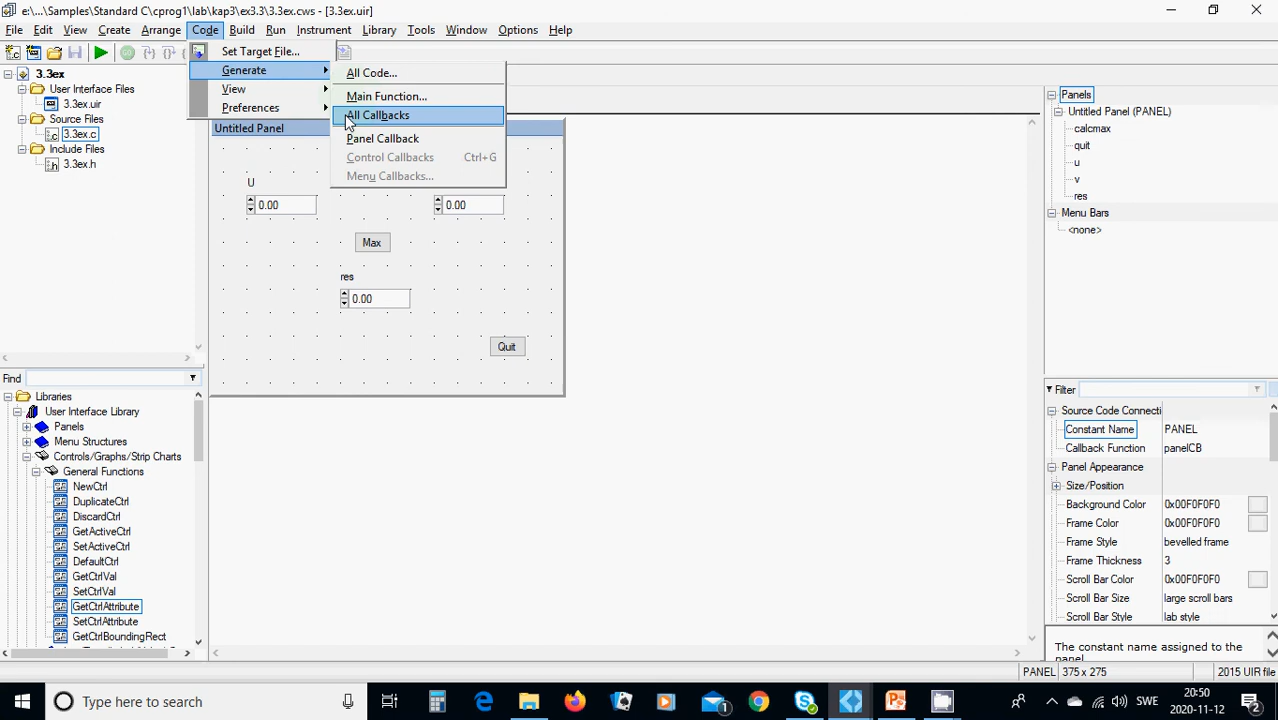 e:\...\Samples\Standard C\cprog1\lab\kap3\ex3.3\3.3ex.cws - [3.3ex.uir]
File Edit View Create Arrange Code Build Run Instrument Library Tools Window Options Help
Set Target File...
Generate
View
Preferences
All Code...
Main Function...
All Callbacks
Panel Callback
Control Callbacks Ctrl+G
Menu Callbacks...
3.3ex
User Interface Files
3.3ex.uir
Source Files
3.3ex.c
Include Files
3.3ex.h
Untitled Panel
U
0.00
0.00
Max
res
0.00
Quit
Panels
Untitled Panel (PANEL)
calcmax
quit
u
v
res
Menu Bars
<none>
Find
Libraries
User Interface Library
Panels
Menu Structures
Controls/Graphs/Strip Charts
General Functions
NewCtrl
DuplicateCtrl
DiscardCtrl
GetActiveCtrl
SetActiveCtrl
DefaultCtrl
GetCtrlVal
SetCtrlVal
GetCtrlAttribute
SetCtrlAttribute
GetCtrlBoundingRect
Filter
Source Code Connecti
Constant Name PANEL
Callback Function panelCB
Panel Appearance
Size/Position
Background Color 0x00F0F0F0
Frame Color 0x00F0F0F0
Frame Style bevelled frame
Frame Thickness 3
Scroll Bar Color 0x00F0F0F0
Scroll Bar Size large scroll bars
Scroll Bar Style lab style
The constant name assigned to the
panel
PANEL 375 x 275 2015 UIR file
Type here to search
1
SWE
20:50
2020-11-12
2